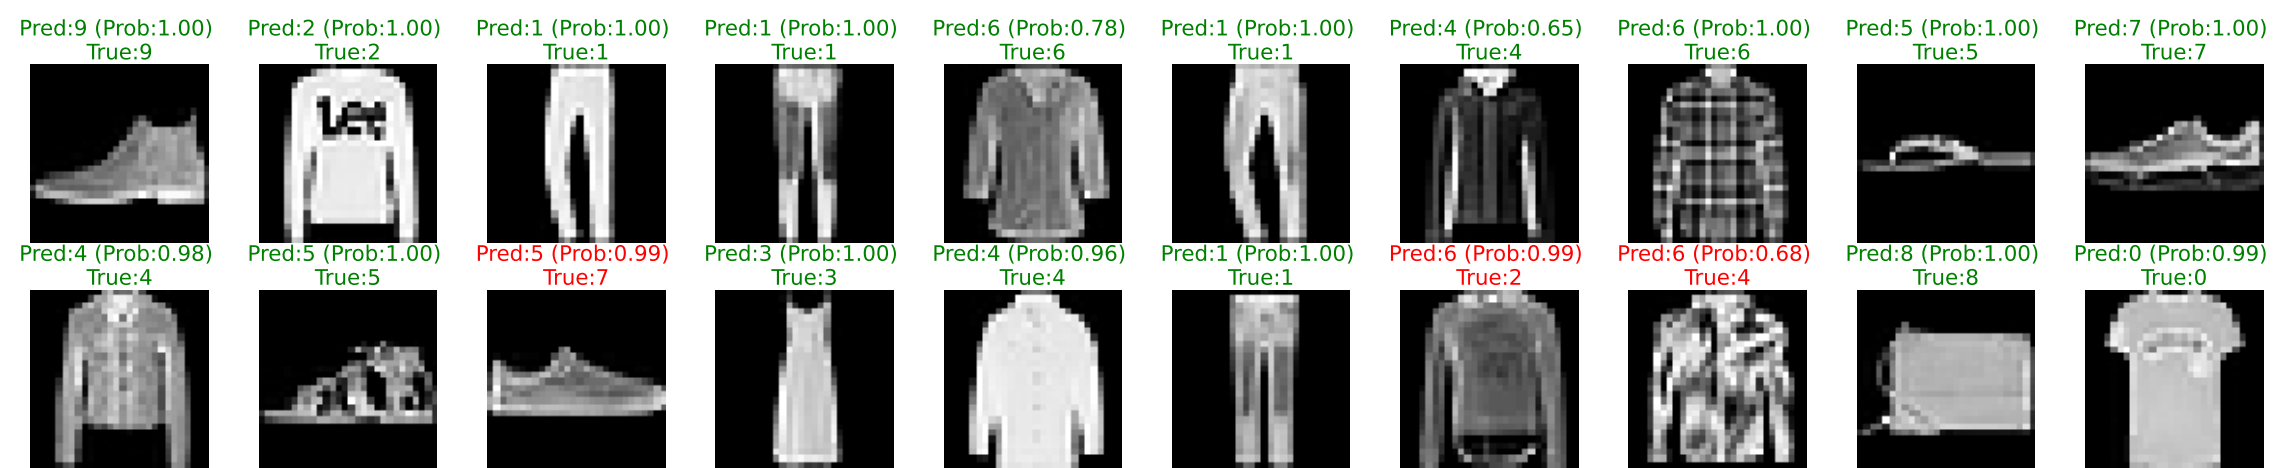 Pred:9 (Prob:1.00)
True:9
Pred:2 (Prob:1.00)
True:2
Pred:1 (Prob:1.00)
True:1
Pred:1 (Prob:1.00)
True:1
Pred:6 (Prob:0.78)
True:6
Pred:1 (Prob:1.00)
True:1
Pred:4 (Prob:0.65)
True:4
Pred:6 (Prob:1.00)
True:6
Pred:5 (Prob:1.00)
True:5
Pred:7 (Prob:1.00)
True:7
Lee
Pred:4 (Prob:0.98)
True:4
Pred:5 (Prob:1.00)
True:5
Pred:5 (Prob:0.99)
True:7
Pred:3 (Prob:1.00)
True:3
Pred:4 (Prob:0.96)
True:4
Pred:1 (Prob:1.00)
True:1
Pred:6 (Prob:0.99)
True:2
Pred:6 (Prob:0.68)
True:4
Pred:8 (Prob:1.00)
True:8
Pred:0 (Prob:0.99)
True:0